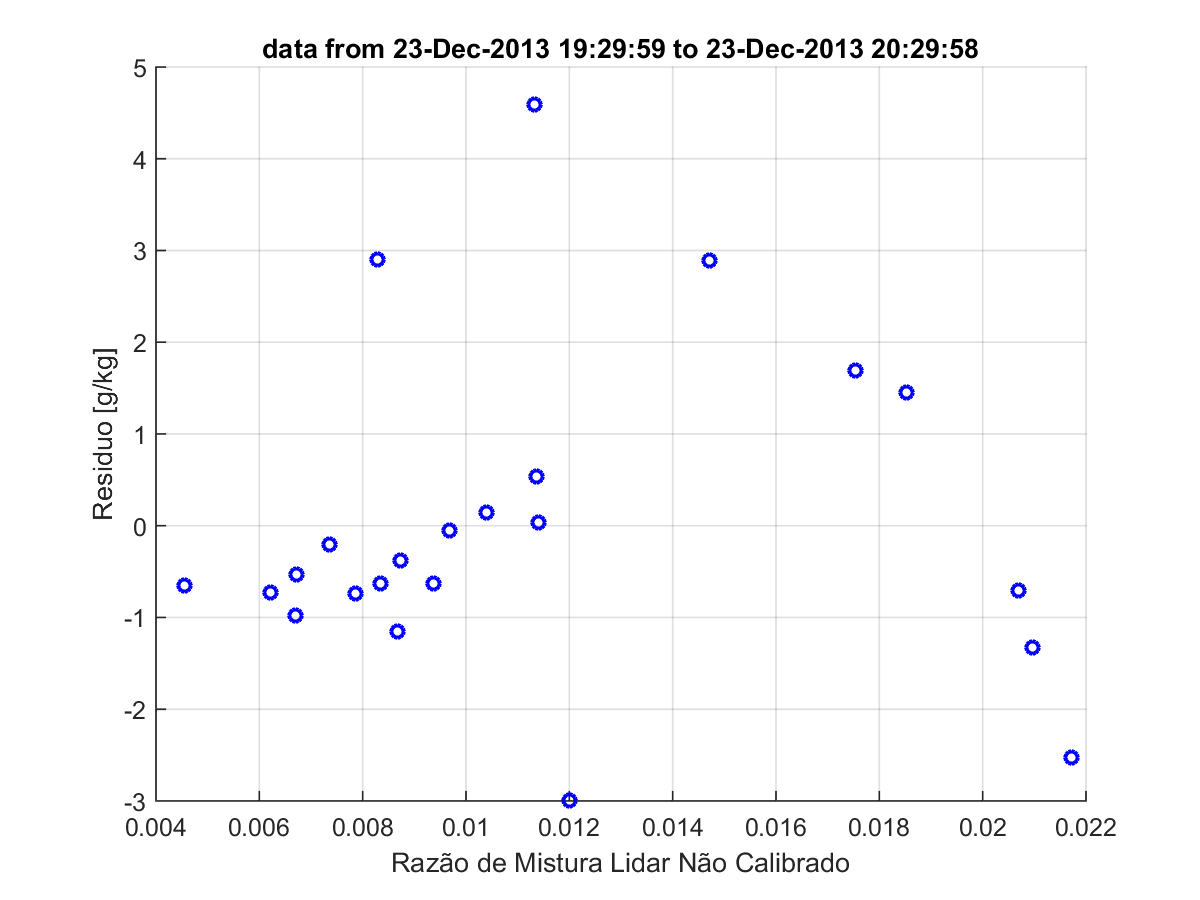 data from 23-Dec-2013 19:29:59 to 23-Dec-2013 20:29:58
5
4
3
2
1
0
-1
-2
-3
Residuo [g/kg]
0.004 0.006 0.008 0.01 0.012 0.014 0.016 0.018 0.02 0.022
Razão de Mistura Lidar Não Calibrado